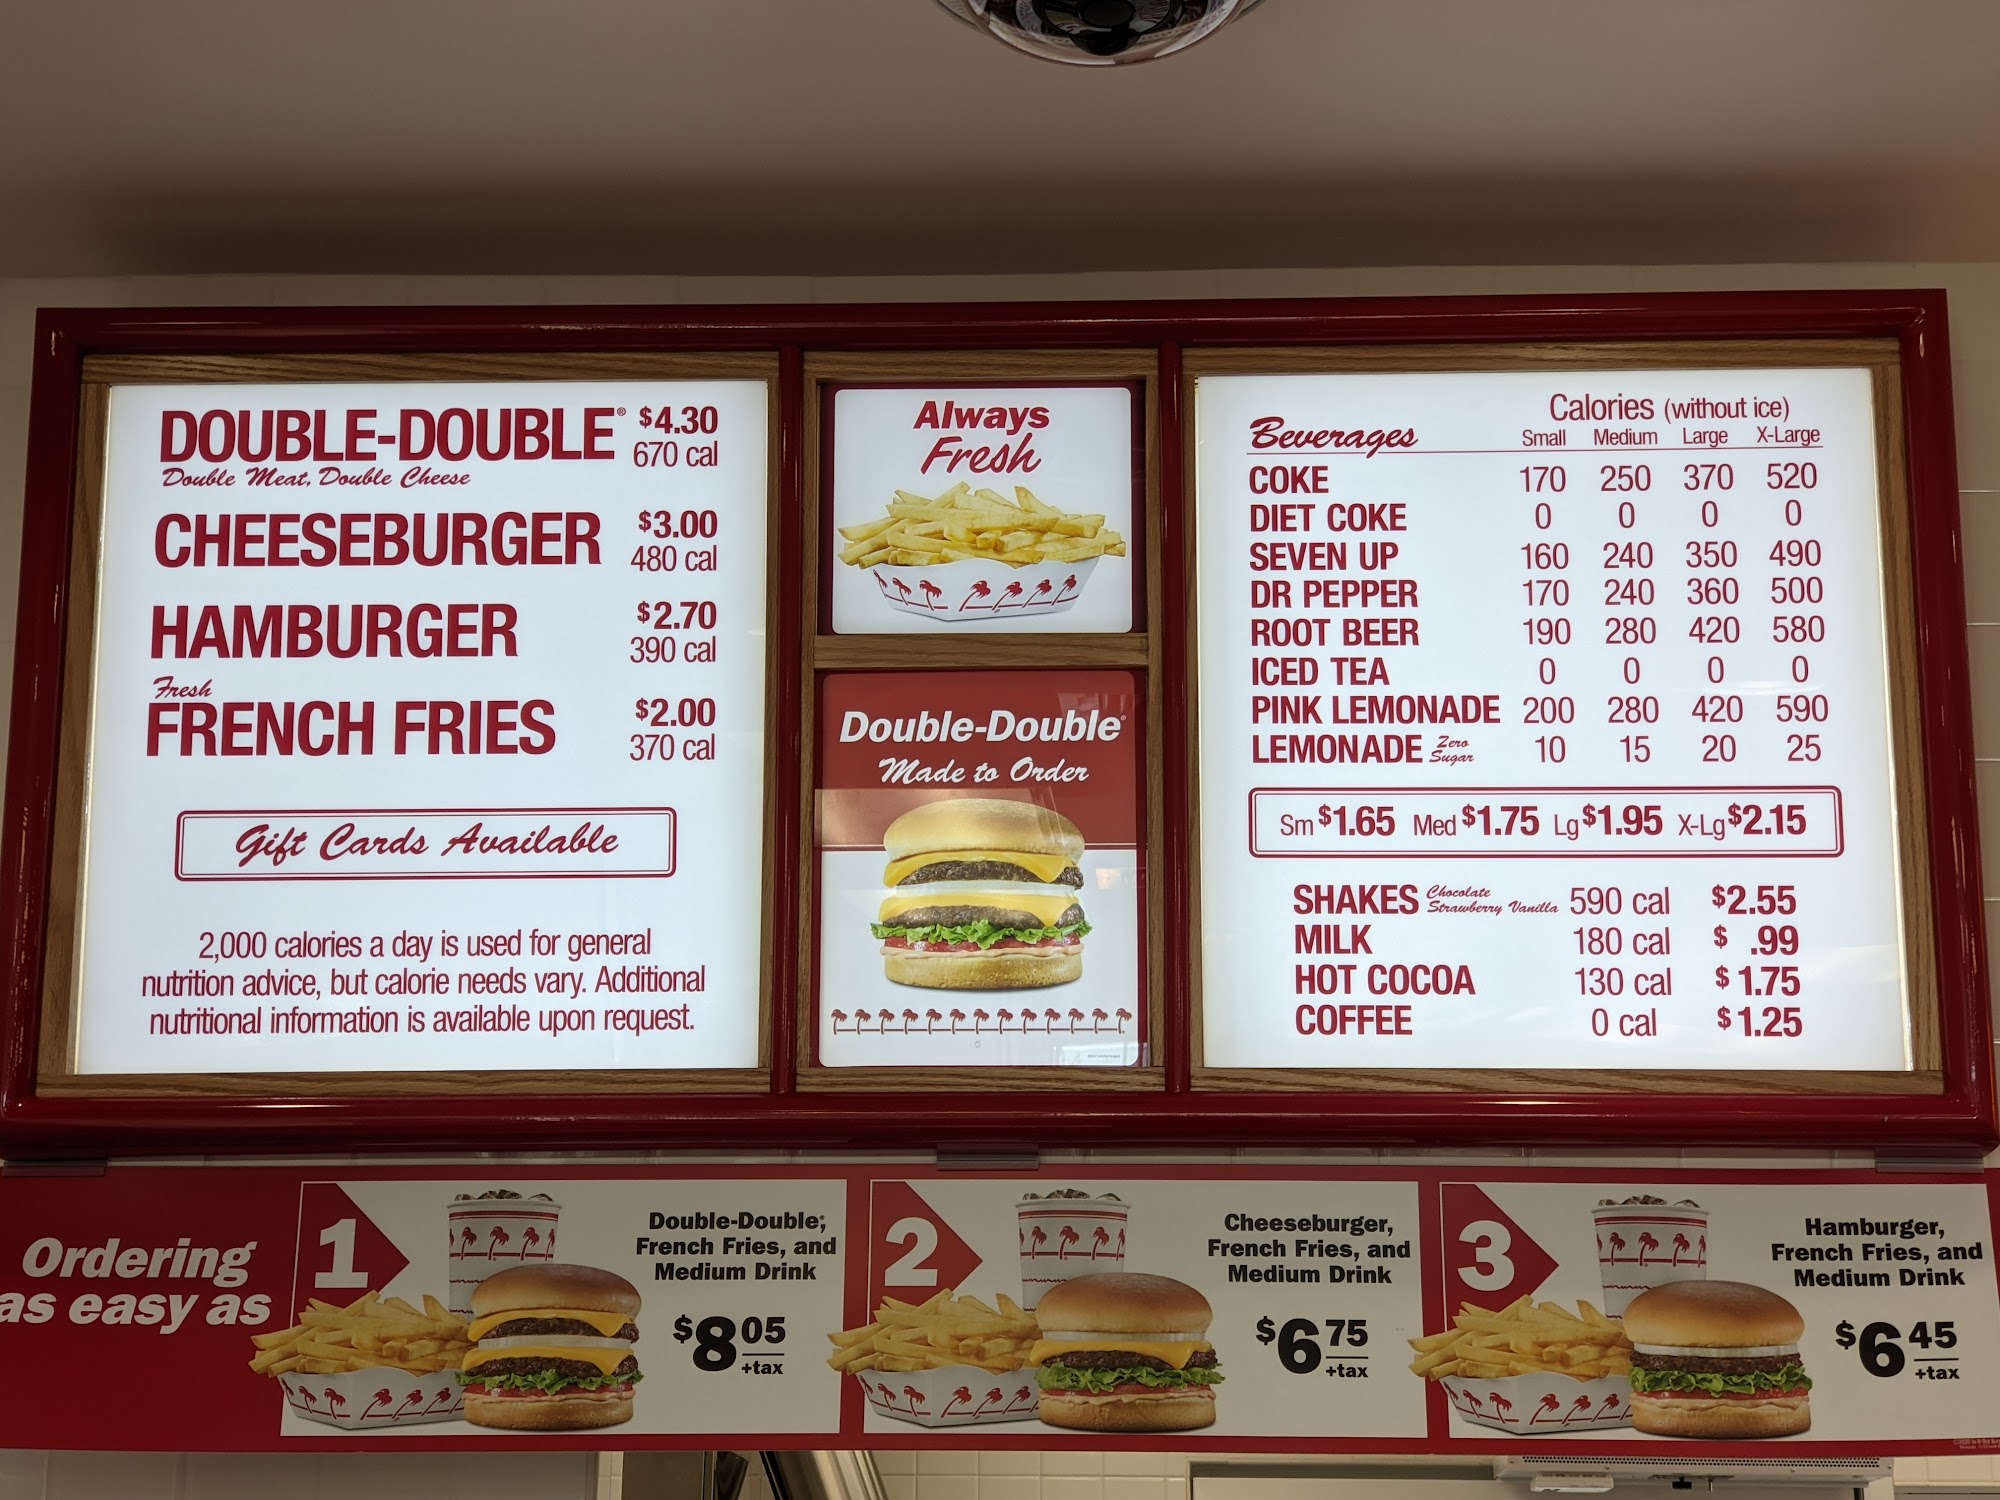 DOUBLE-DOUBLE® $4.30
Double Meat, Double Cheese 670 cal
CHEESEBURGER $3.00
480 cal
HAMBURGER $2.70
390 cal
Fresh
FRENCH FRIES $2.00
370 cal
Gift Cards Available
2,000 calories a day is used for general
nutrition advice, but calorie needs vary. Additional
nutritional information is available upon request.
Always
Fresh
Double-Double®
Made to Order
Calories (without ice)
Beverages Small Medium Large X-Large
COKE 170 250 370 520
DIET COKE 0 0 0 0
SEVEN UP 160 240 350 490
DR PEPPER 170 240 360 500
ROOT BEER 190 280 420 580
ICED TEA 0 0 0 0
PINK LEMONADE 200 280 420 590
LEMONADE Zero Sugar 10 15 20 25
Sm $1.65 Med $1.75 Lg $1.95 X-Lg $2.15
SHAKES Chocolate Strawberry Vanilla 590 cal $2.55
MILK 180 cal $ .99
HOT COCOA 130 cal $1.75
COFFEE 0 cal $1.25
Ordering
as easy as
1
Double-Double®,
French Fries, and
Medium Drink
$8.05
+tax
2
Cheeseburger,
French Fries, and
Medium Drink
$6.75
+tax
3
Hamburger,
French Fries, and
Medium Drink
$6.45
+tax